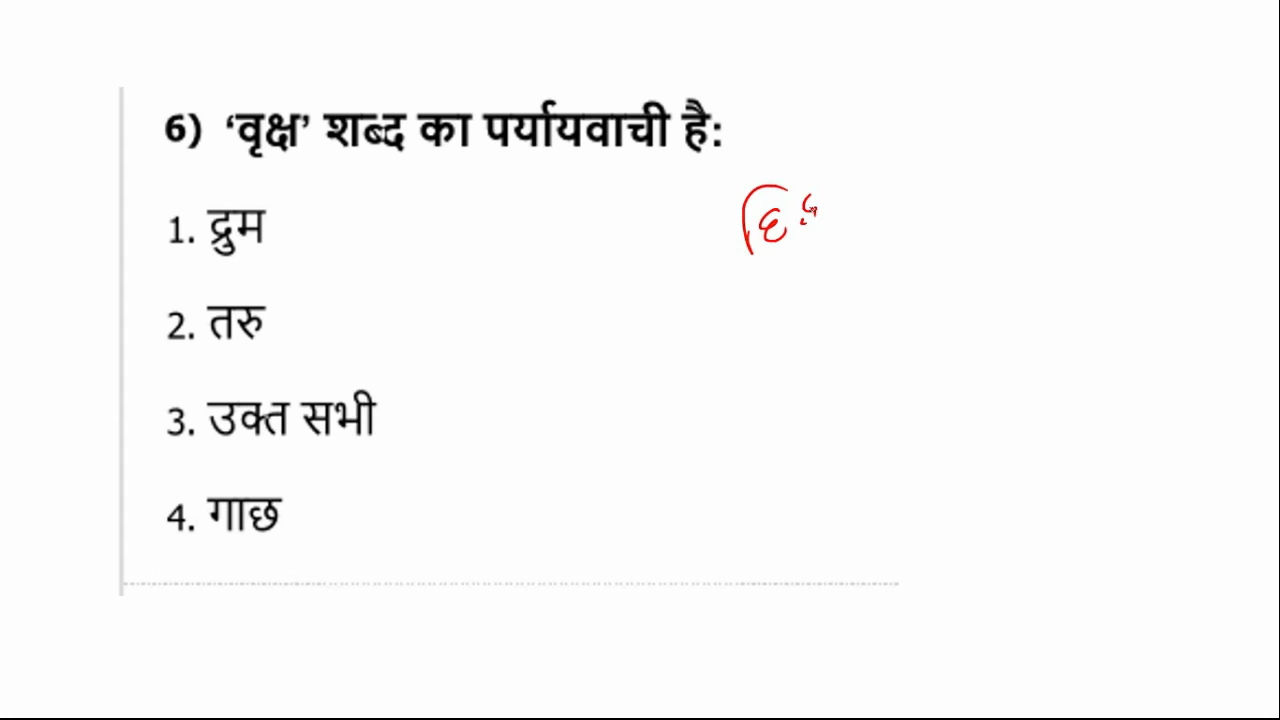 6) ‘वृक्ष’ शब्द का पर्यायवाची है:
1. द्रुम
2. तरु
3. उक्त सभी
4. गाछ